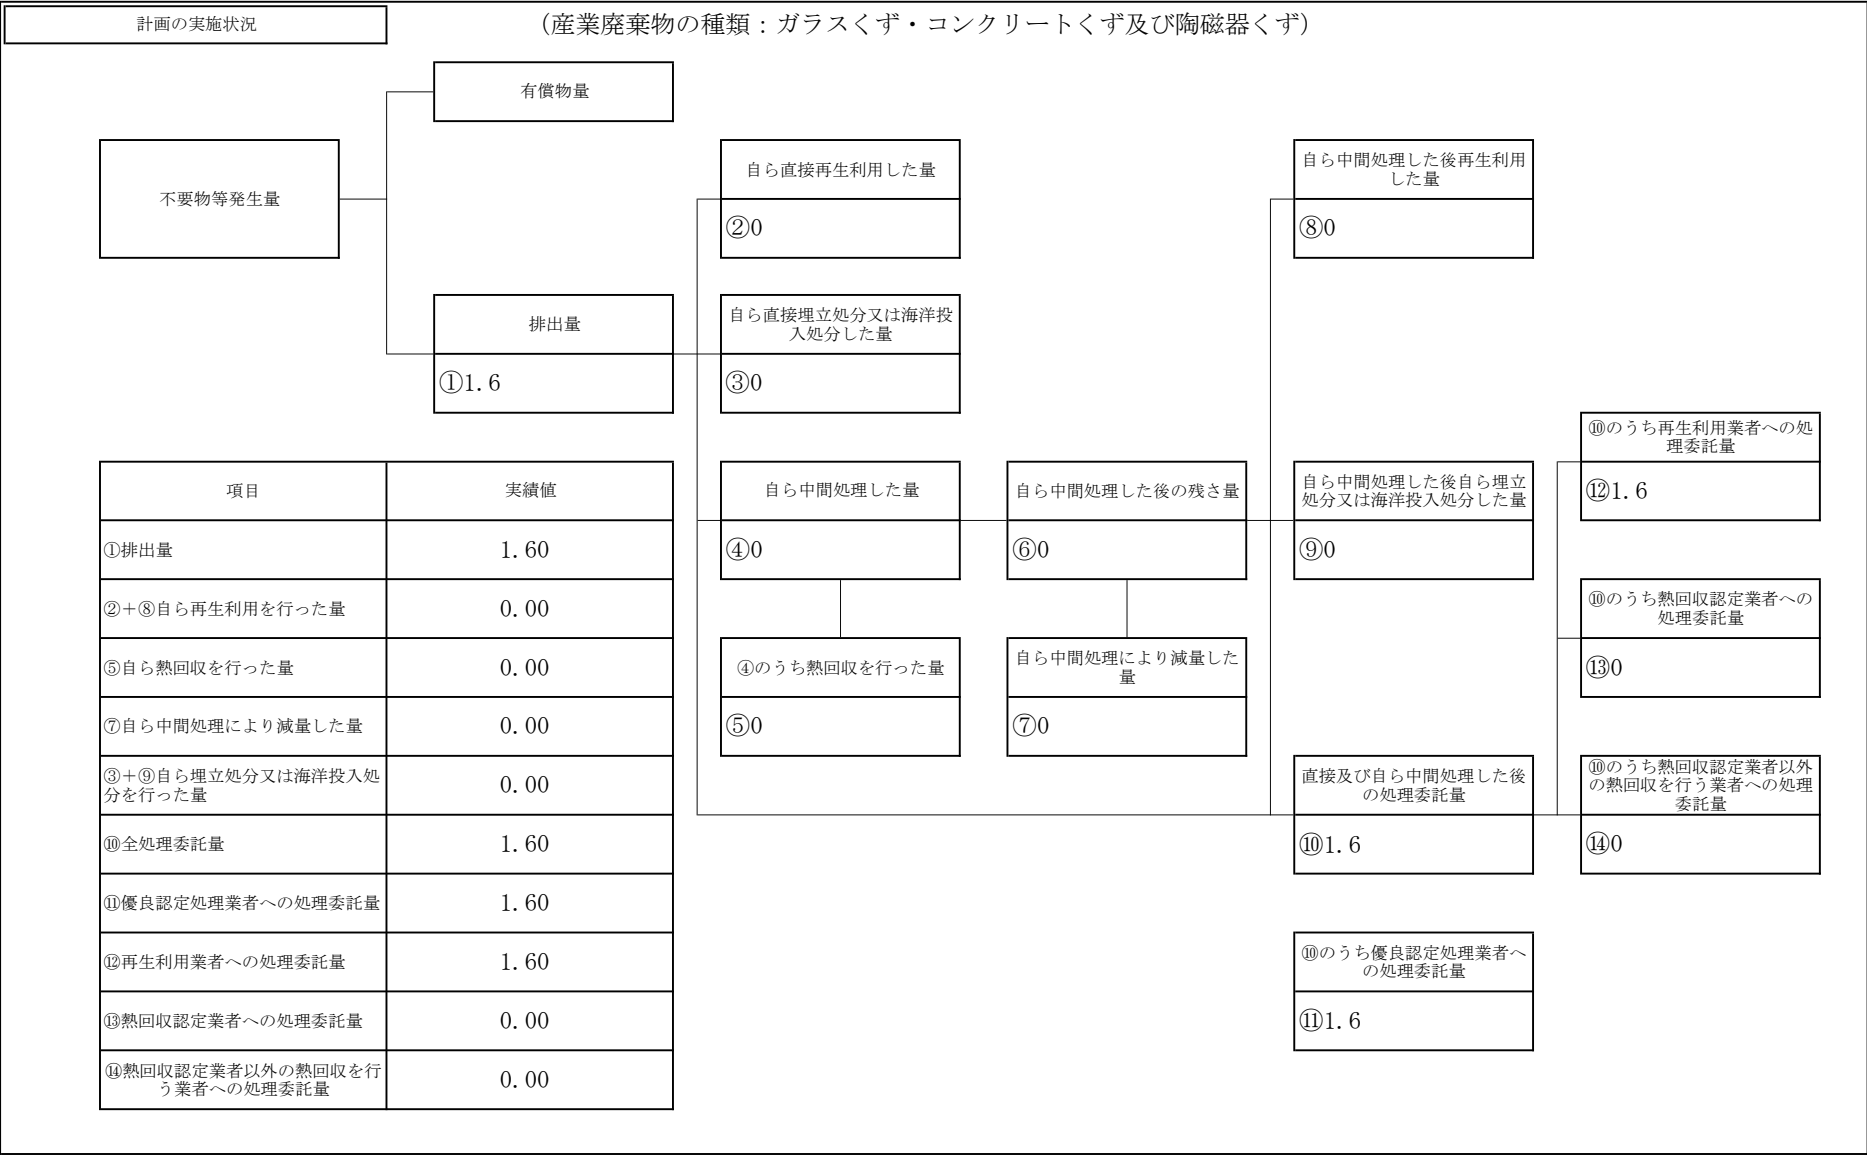 計画の実施状況
（産業廃棄物の種類：ガラスくず・コンクリートくず及び陶磁器くず）
有償物量
不要物等発生量
自ら直接再生利用した量
②0
自ら中間処理した後再生利用
した量
⑧0
排出量
①1.6
自ら直接埋立処分又は海洋投
入処分した量
③0
⑩のうち再生利用業者への処
理委託量
⑫1.6
自ら中間処理した量
④0
自ら中間処理した後の残さ量
⑥0
自ら中間処理した後自ら埋立
処分又は海洋投入処分した量
⑨0
⑩のうち熱回収認定業者への
処理委託量
⑬0
④のうち熱回収を行った量
⑤0
自ら中間処理により減量した
量
⑦0
直接及び自ら中間処理した後
の処理委託量
⑩1.6
⑩のうち熱回収認定業者以外
の熱回収を行う業者への処理
委託量
⑭0
⑩のうち優良認定処理業者へ
の処理委託量
⑪1.6
項目 実績値
①排出量 1.60
②＋⑧自ら再生利用を行った量 0.00
⑤自ら熱回収を行った量 0.00
⑦自ら中間処理により減量した量 0.00
③＋⑨自ら埋立処分又は海洋投入処
分を行った量 0.00
⑩全処理委託量 1.60
⑪優良認定処理業者への処理委託量 1.60
⑫再生利用業者への処理委託量 1.60
⑬熱回収認定業者への処理委託量 0.00
⑭熱回収認定業者以外の熱回収を行
う業者への処理委託量 0.00